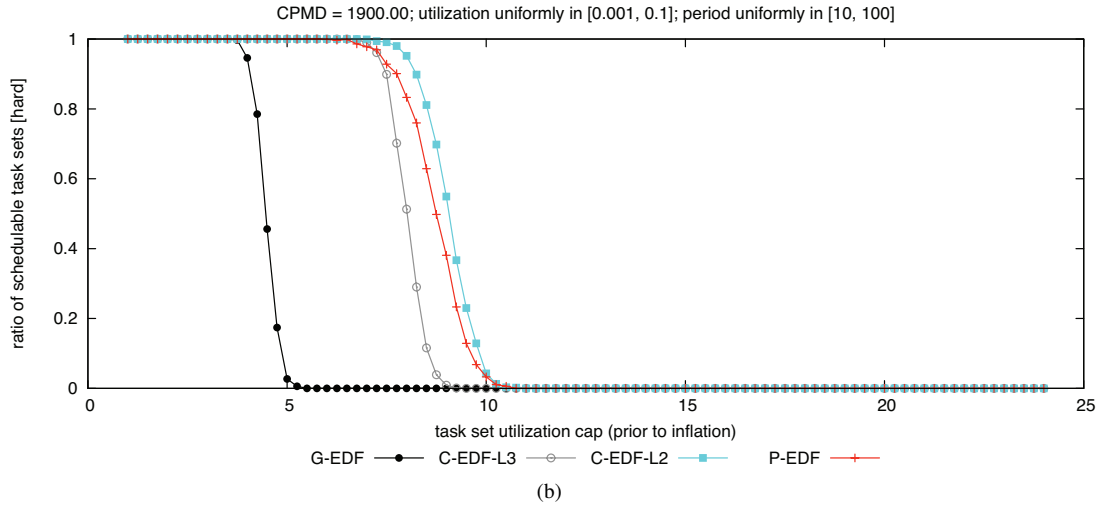 CPMD = 1900.00; utilization uniformly in [0.001, 0.1]; period uniformly in [10, 100]
ratio of schedulable task sets [hard]
1
0.8
0.6
0.4
0.2
0
0 5 10 15 20 25
task set utilization cap (prior to inflation)
G-EDF C-EDF-L3 C-EDF-L2 P-EDF
(b)